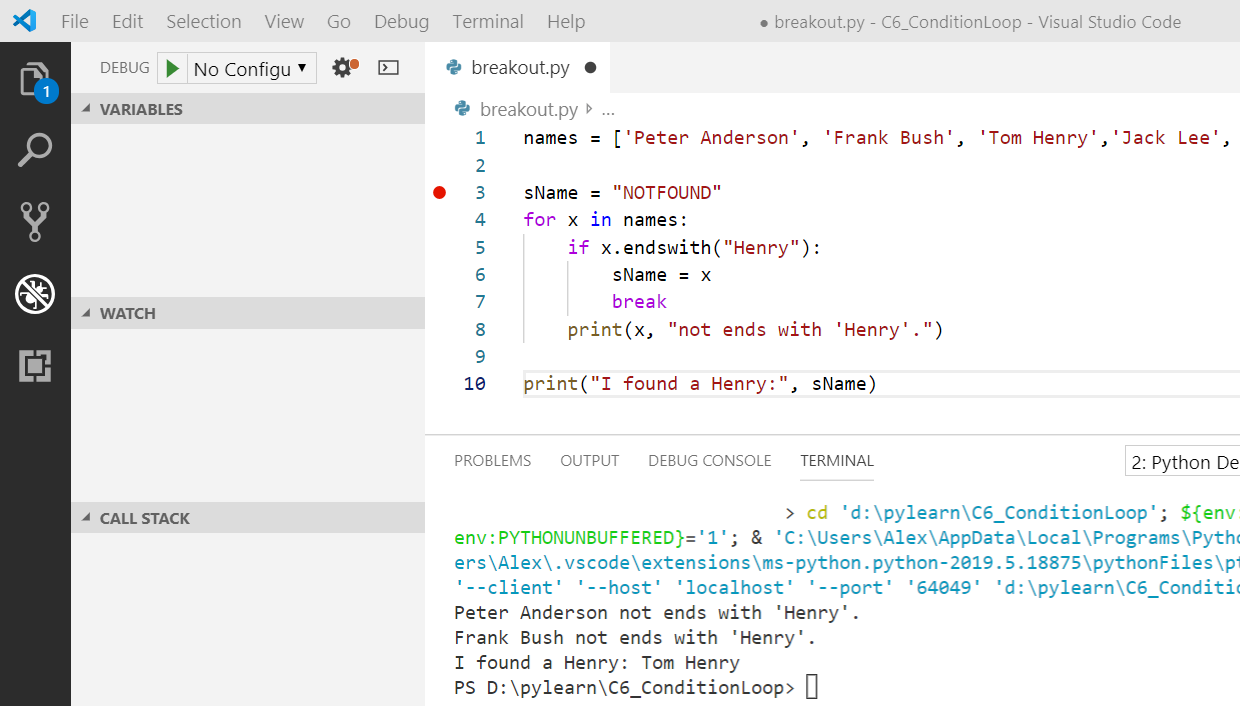 File Edit Selection View Go Debug Terminal Help ● breakout.py - C6_ConditionLoop - Visual Studio Code
DEBUG No Configu
breakout.py
1
VARIABLES
WATCH
CALL STACK
breakout.py ...
1 names = ['Peter Anderson', 'Frank Bush', 'Tom Henry','Jack Lee',
2
3 sName = "NOTFOUND"
4 for x in names:
5 if x.endswith("Henry"):
6 sName = x
7 break
8 print(x, "not ends with 'Henry'.")
9
10 print("I found a Henry:", sName)
PROBLEMS OUTPUT DEBUG CONSOLE TERMINAL
2: Python De
> cd 'd:\pylearn\C6_ConditionLoop'; ${env:
env:PYTHONUNBUFFERED}='1'; & 'C:\Users\Alex\AppData\Local\Programs\Pytho
ers\Alex\.vscode\extensions\ms-python.python-2019.5.18875\pythonFiles\pt
'--client' '--host' 'localhost' '--port' '64049' 'd:\pylearn\C6_Conditio
Peter Anderson not ends with 'Henry'.
Frank Bush not ends with 'Henry'.
I found a Henry: Tom Henry
PS D:\pylearn\C6_ConditionLoop>